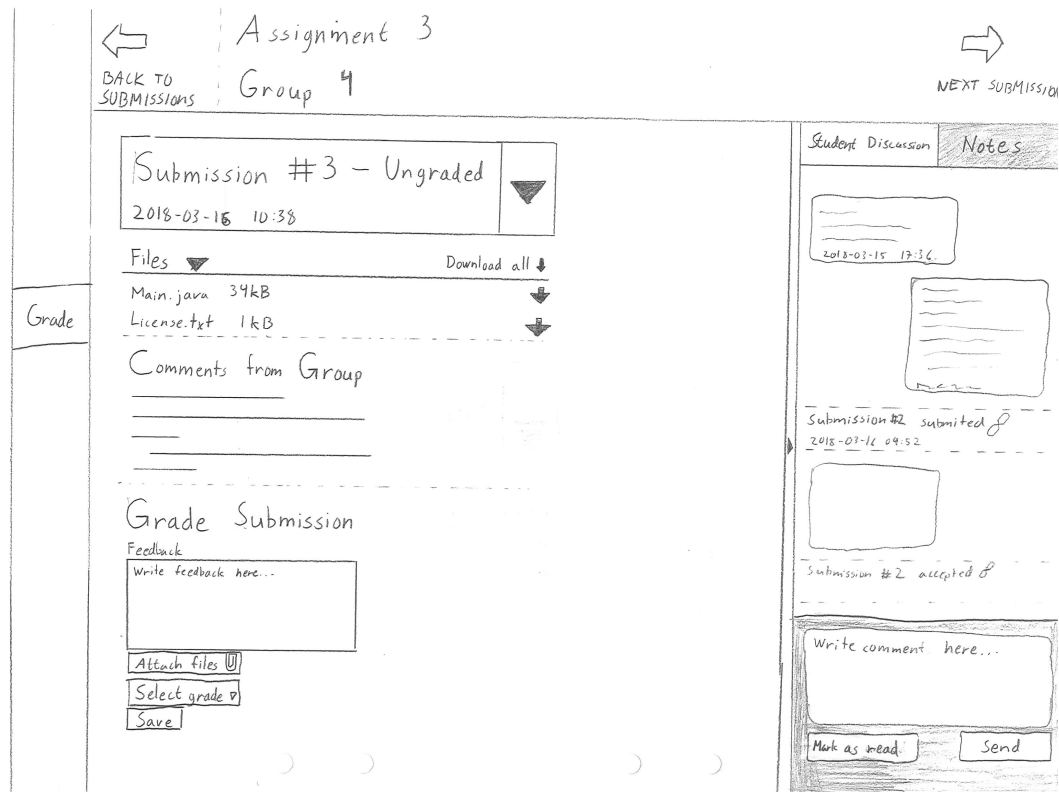 Assignment 3
Group 4
BACK TO
SUBMISSIONS
NEXT SUBMISSION
Grade
Submission #3 - Ungraded
2018-03-16 10:38
Files
Download all
Main.java 34kB
License.txt 1kB
Comments from Group
Grade Submission
Feedback
Write feedback here...
Attach files
Select grade
Save
Student Discussion
Notes
2018-03-15 17:36
Submission #2 submited
2018-03-16 09:52
Submission #2 accepted
Write comment here...
Mark as read
Send